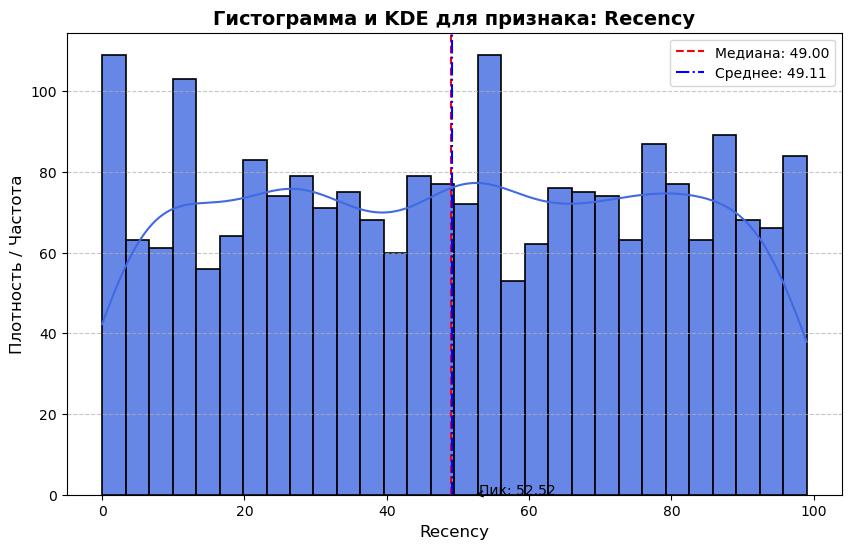 Гистограмма и KDE для признака: Recency
Медиана: 49.00
Среднее: 49.11
Плотность / Частота
100
80
60
40
20
0
Пик: 52.52
0
20
40
60
80
100
Recency